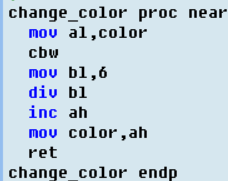 change_color proc near
mov al,color
cbw
mov bl,6
div bl
inc ah
mov color,ah
ret
change_color endp